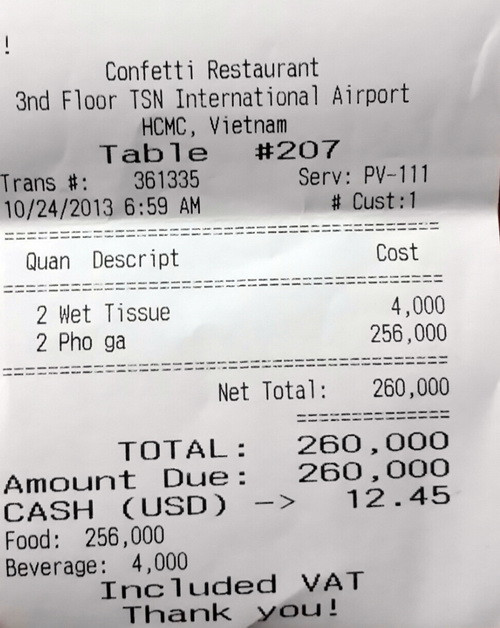 !
Confetti Restaurant
3nd Floor TSN International Airport
HCMC, Vietnam
Table #207
Trans #: 361335 Serv: PV-111
10/24/2013 6:59 AM # Cust:1
========================================
Quan Descript Cost
========================================
2 Wet Tissue 4,000
2 Pho ga 256,000
========================================
Net Total: 260,000
==============
TOTAL: 260,000
Amount Due: 260,000
CASH (USD) -> 12.45
Food: 256,000
Beverage: 4,000
Included VAT
Thank you!